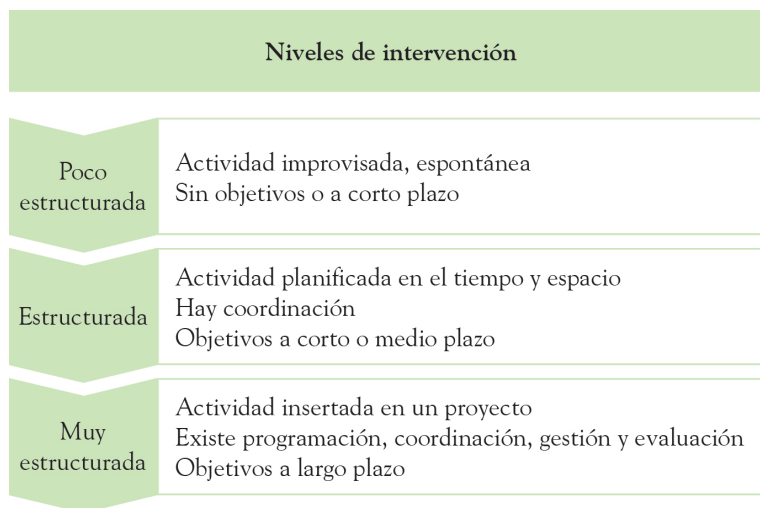 Niveles de intervención
Poco
estructurada
Actividad improvisada, espontánea
Sin objetivos o a corto plazo
Estructurada
Actividad planificada en el tiempo y espacio
Hay coordinación
Objetivos a corto o medio plazo
Muy
estructurada
Actividad insertada en un proyecto
Existe programación, coordinación, gestión y evaluación
Objetivos a largo plazo